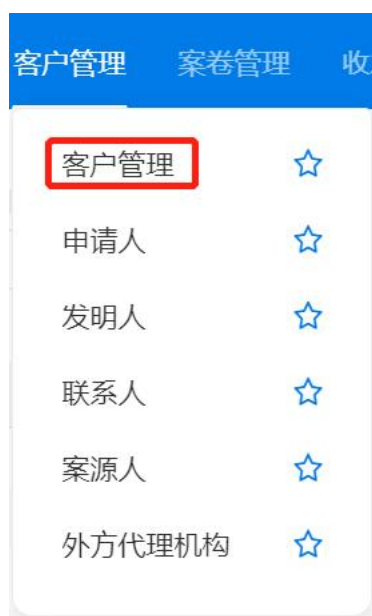 客户管理 案卷管理 收
客户管理
申请人
发明人
联系人
案源人
外方代理机构